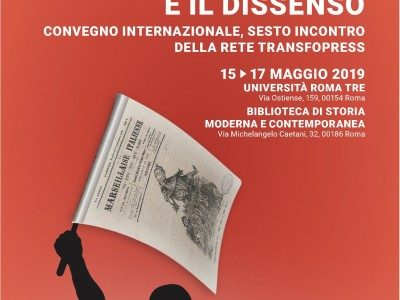 E IL DISSENSO
CONVEGNO INTERNAZIONALE, SESTO INCONTRO
DELLA RETE TRANSFOPRESS
15 ▸ 17 MAGGIO 2019
UNIVERSITÀ ROMA TRE
Via Ostiense, 159, 00154 Roma
BIBLIOTECA DI STORIA
MODERNA E CONTEMPORANEA
Via Michelangelo Caetani, 32, 00186 Roma
MARSEILLAISE ITALIENNE